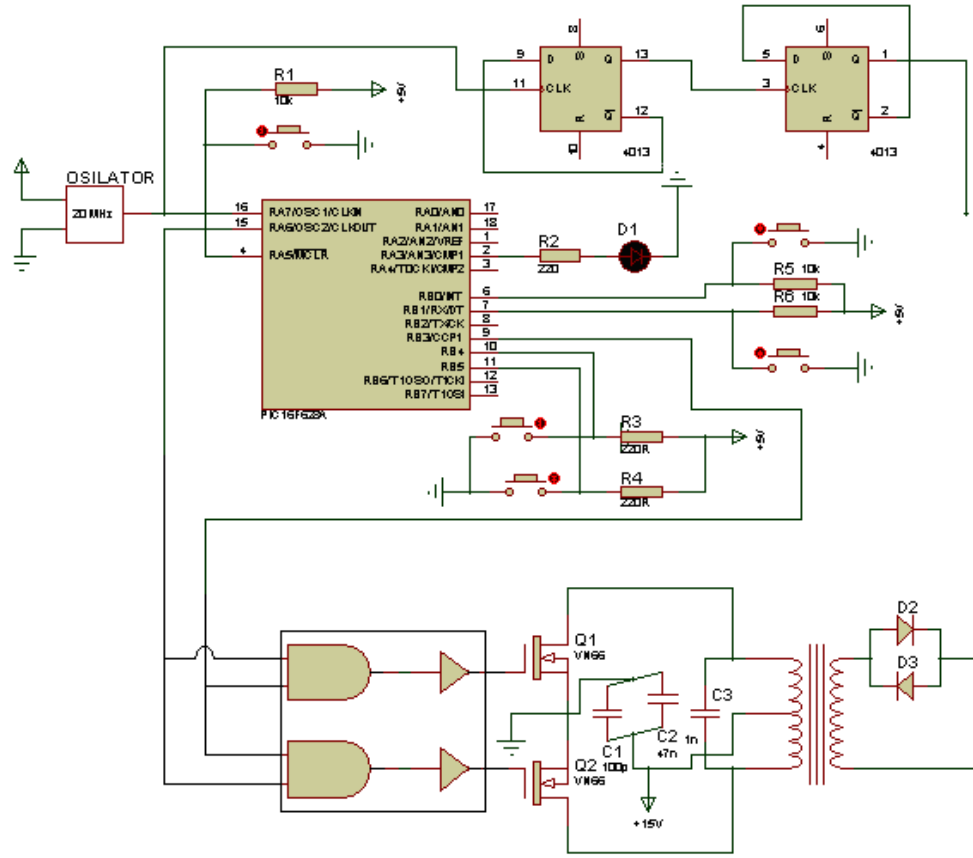 R1
10k
+5V
9 D S Q 13
11 CLK
R Q 12
4013
5 D S Q 1
3 CLK
R Q 2
4
4013
OSILATOR
20 MHz
16 RA7/OSC1/CLKIN RA0/AN0 17
15 RA6/OSC2/CLKOUT RA1/AN1 18
RA2/AN2/VREF 1
4 RA5/MCLR RA3/AN3/CMP1 2
RA4/T0CKI/CMP2 3
RB0/INT 6
RB1/RX/DT 7
RB2/TX/CK 8
RB3/CCP1 9
RB4 10
RB5 11
RB6/T1OSO/T1CKI 12
RB7/T1OSI 13
PIC16F628A
R2
220
D1
R5 10k
R6 10k
+5V
R3
220R
+5V
R4
220R
Q1
VN66
Q2
VN66
C1
100p
C2
47n
C3
1n
+15V
D2
D3